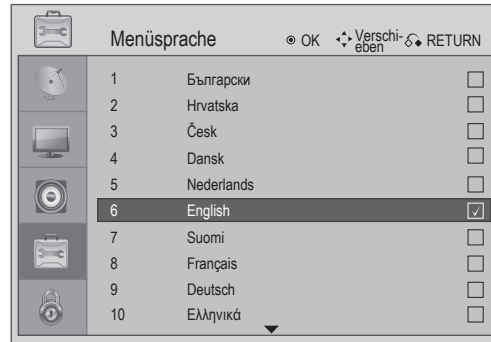 Menüsprache OK Verschi-
eben RETURN
1 Български
2 Hrvatska
3 Česk
4 Dansk
5 Nederlands
6 English
7 Suomi
8 Français
9 Deutsch
10 Ελληνικά